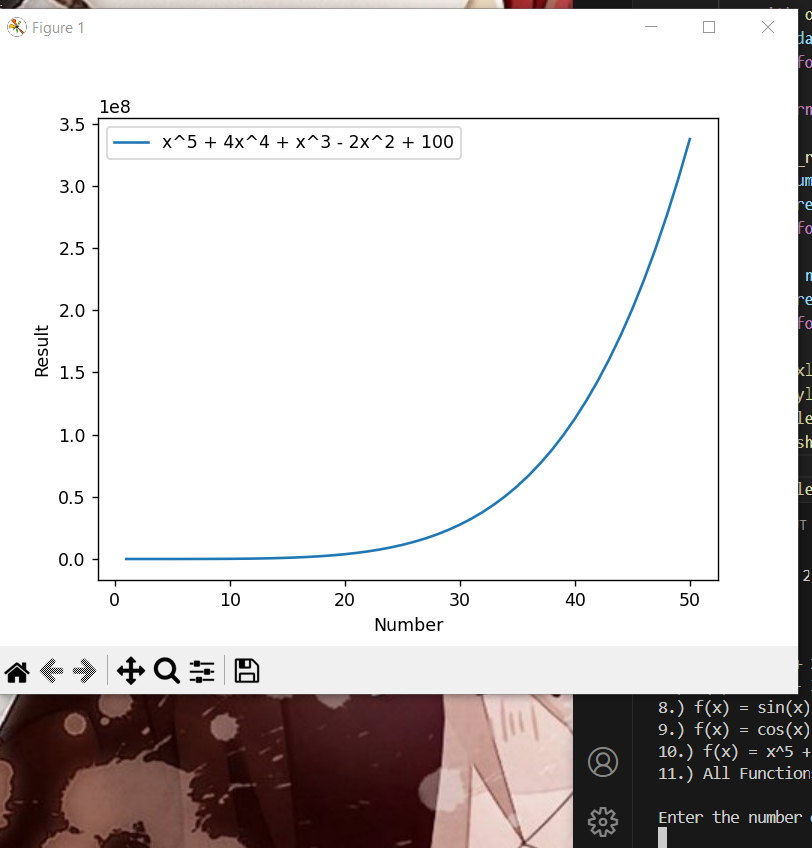 Figure 1
1e8
x^5 + 4x^4 + x^3 - 2x^2 + 100
3.5
3.0
2.5
2.0
1.5
1.0
0.5
0.0
Result
0 10 20 30 40 50
Number
8.) f(x) = sin(x)
9.) f(x) = cos(x)
10.) f(x) = x^5 +
11.) All Function
Enter the number